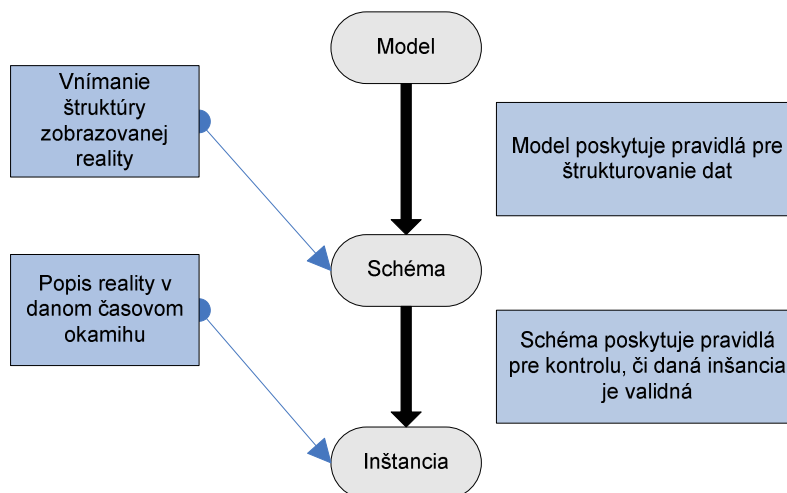 Model
Vnímanie
štruktúry
zobrazovanej
reality
Model poskytuje pravidlá pre
štrukturovanie dat
Schéma
Popis reality v
danom časovom
okamihu
Schéma poskytuje pravidlá
pre kontrolu, či daná inšancia
je validná
Inštancia